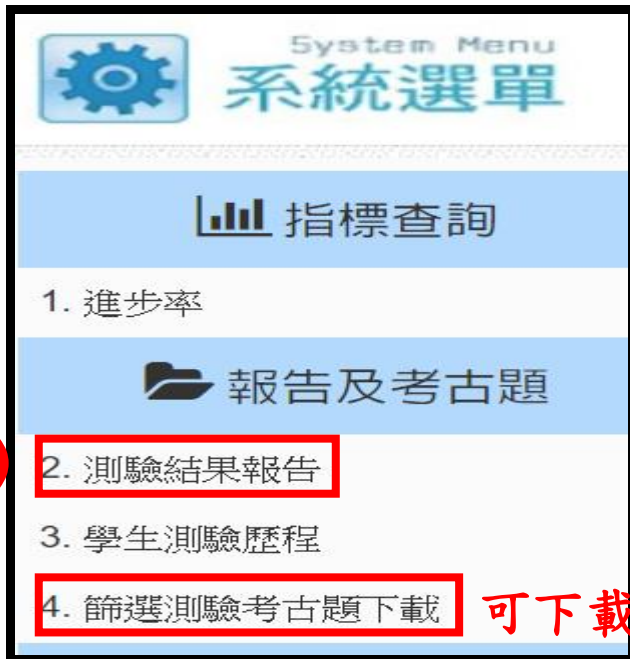 System Menu
系統選單
指標查詢
1. 進步率
報告及考古題
2. 測驗結果報告
3. 學生測驗歷程
4. 篩選測驗考古題下載 可下載